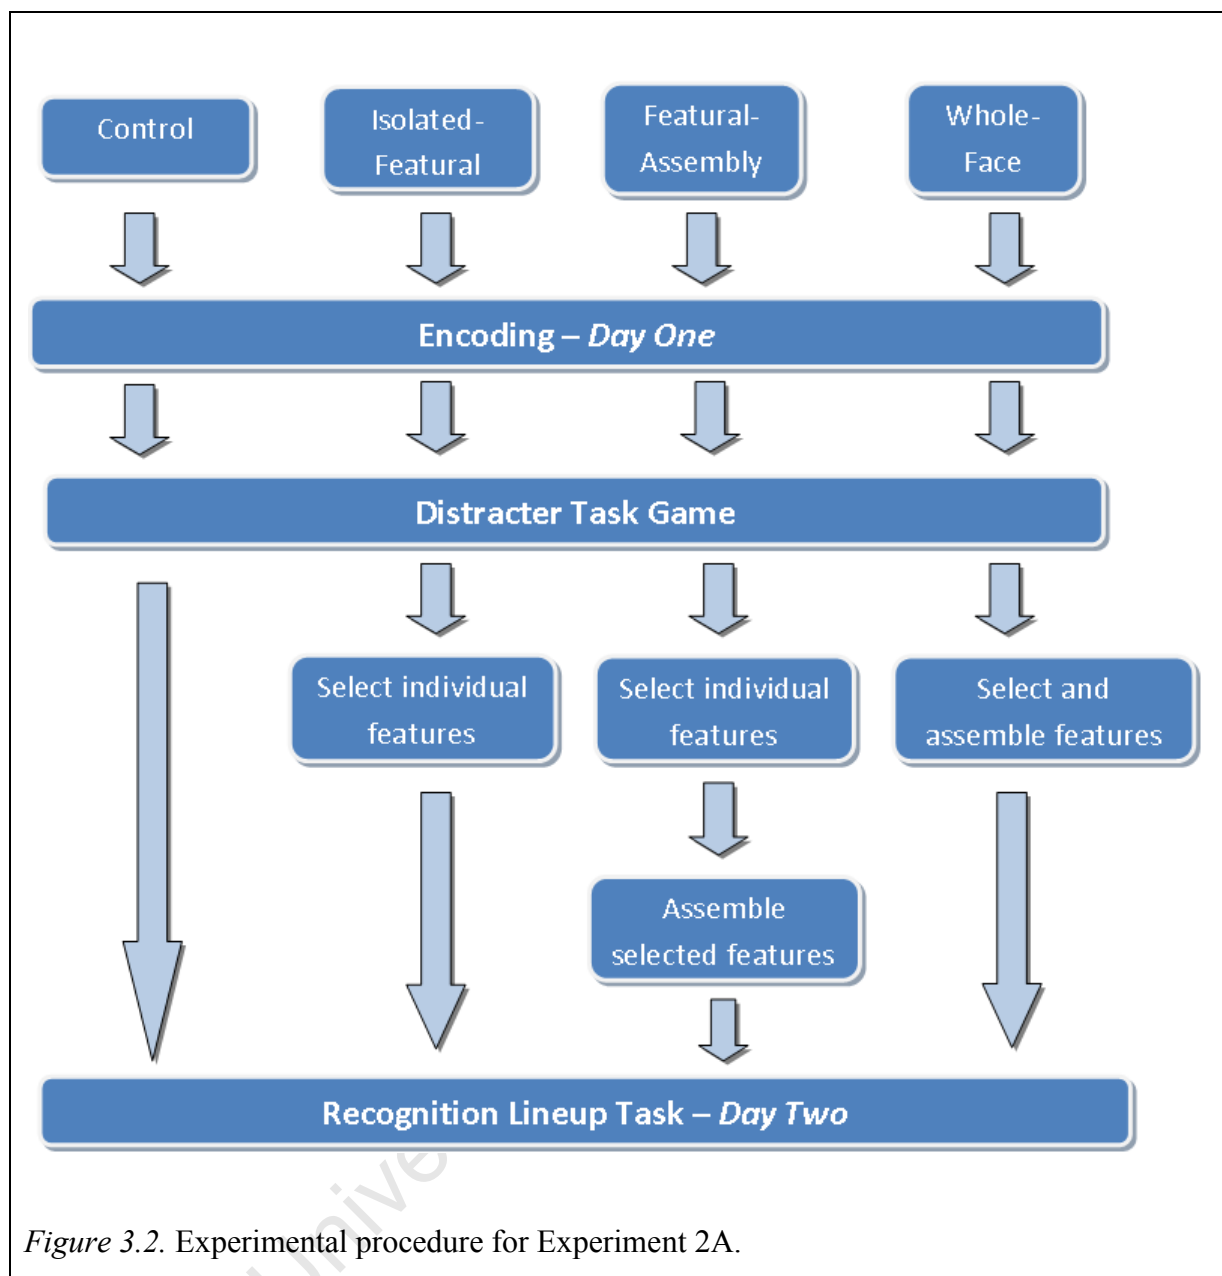 Control
Isolated-
Featural
Featural-
Assembly
Whole-
Face
Encoding – Day One
Distracter Task Game
Select individual
features
Select individual
features
Select and
assemble features
Assemble
selected features
Recognition Lineup Task – Day Two
Figure 3.2. Experimental procedure for Experiment 2A.